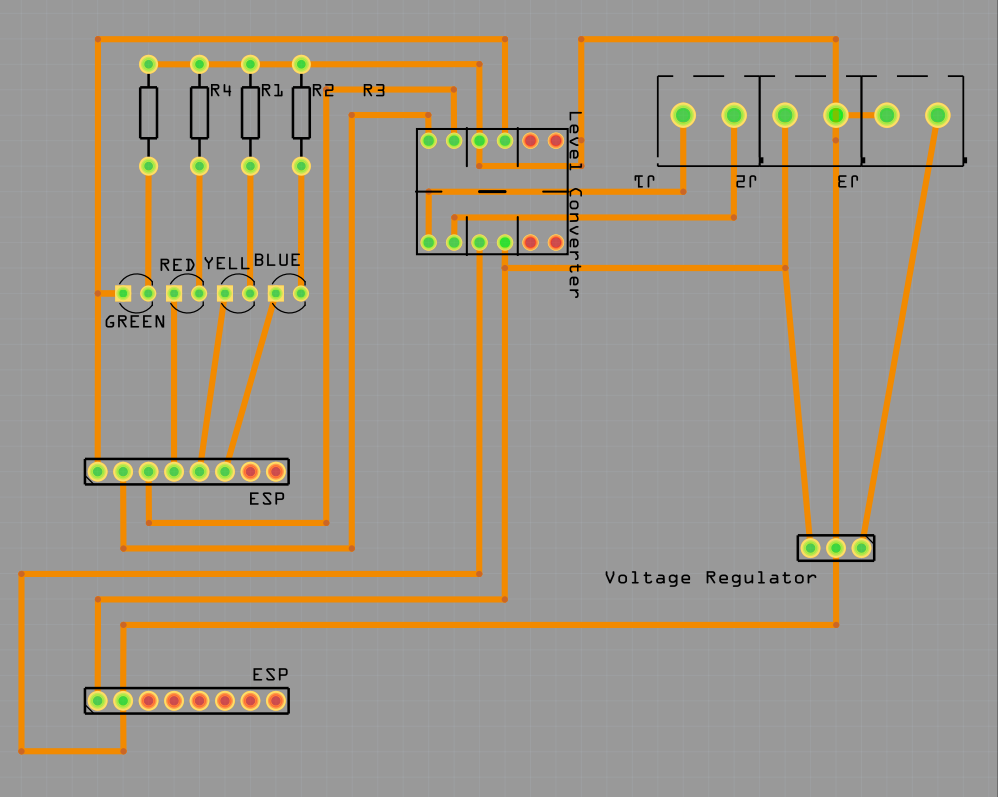 R4
R1
R2
R3
Level Converter
J1
J2
J3
RED
YELL
BLUE
GREEN
ESP
Voltage Regulator
ESP